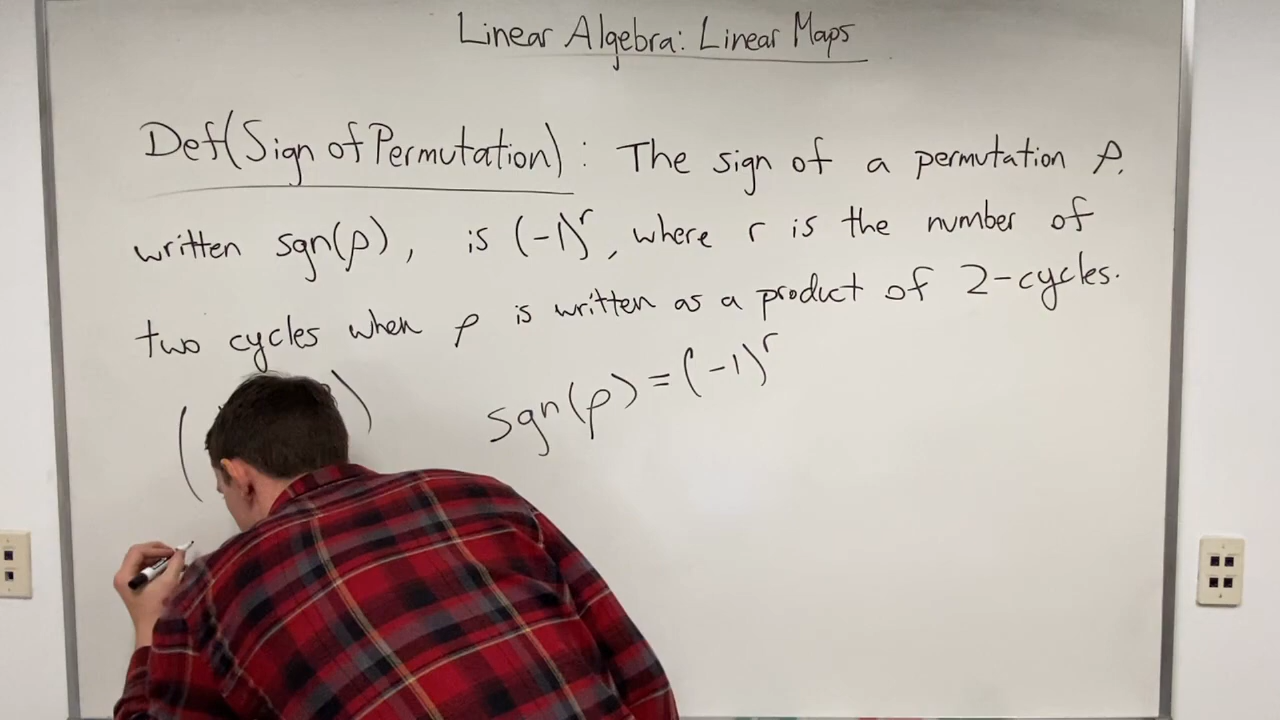 Linear Algebra: Linear Maps
Def(Sign of Permutation): The sign of a permutation ρ,
written sgn(ρ), is (-1)^r, where r is the number of
two cycles when ρ is written as a product of 2-cycles.
sgn(ρ)=(-1)^r
( )